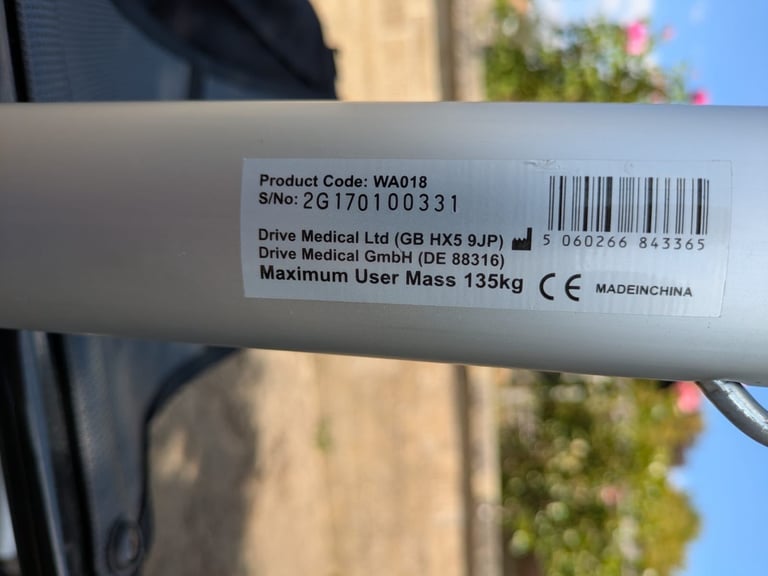 Product Code: WA018
S/No: 2G170100331
Drive Medical Ltd (GB HX5 9JP)
Drive Medical GmbH (DE 88316)
Maximum User Mass 135kg
5 060266 843365
CE MADEINCHINA